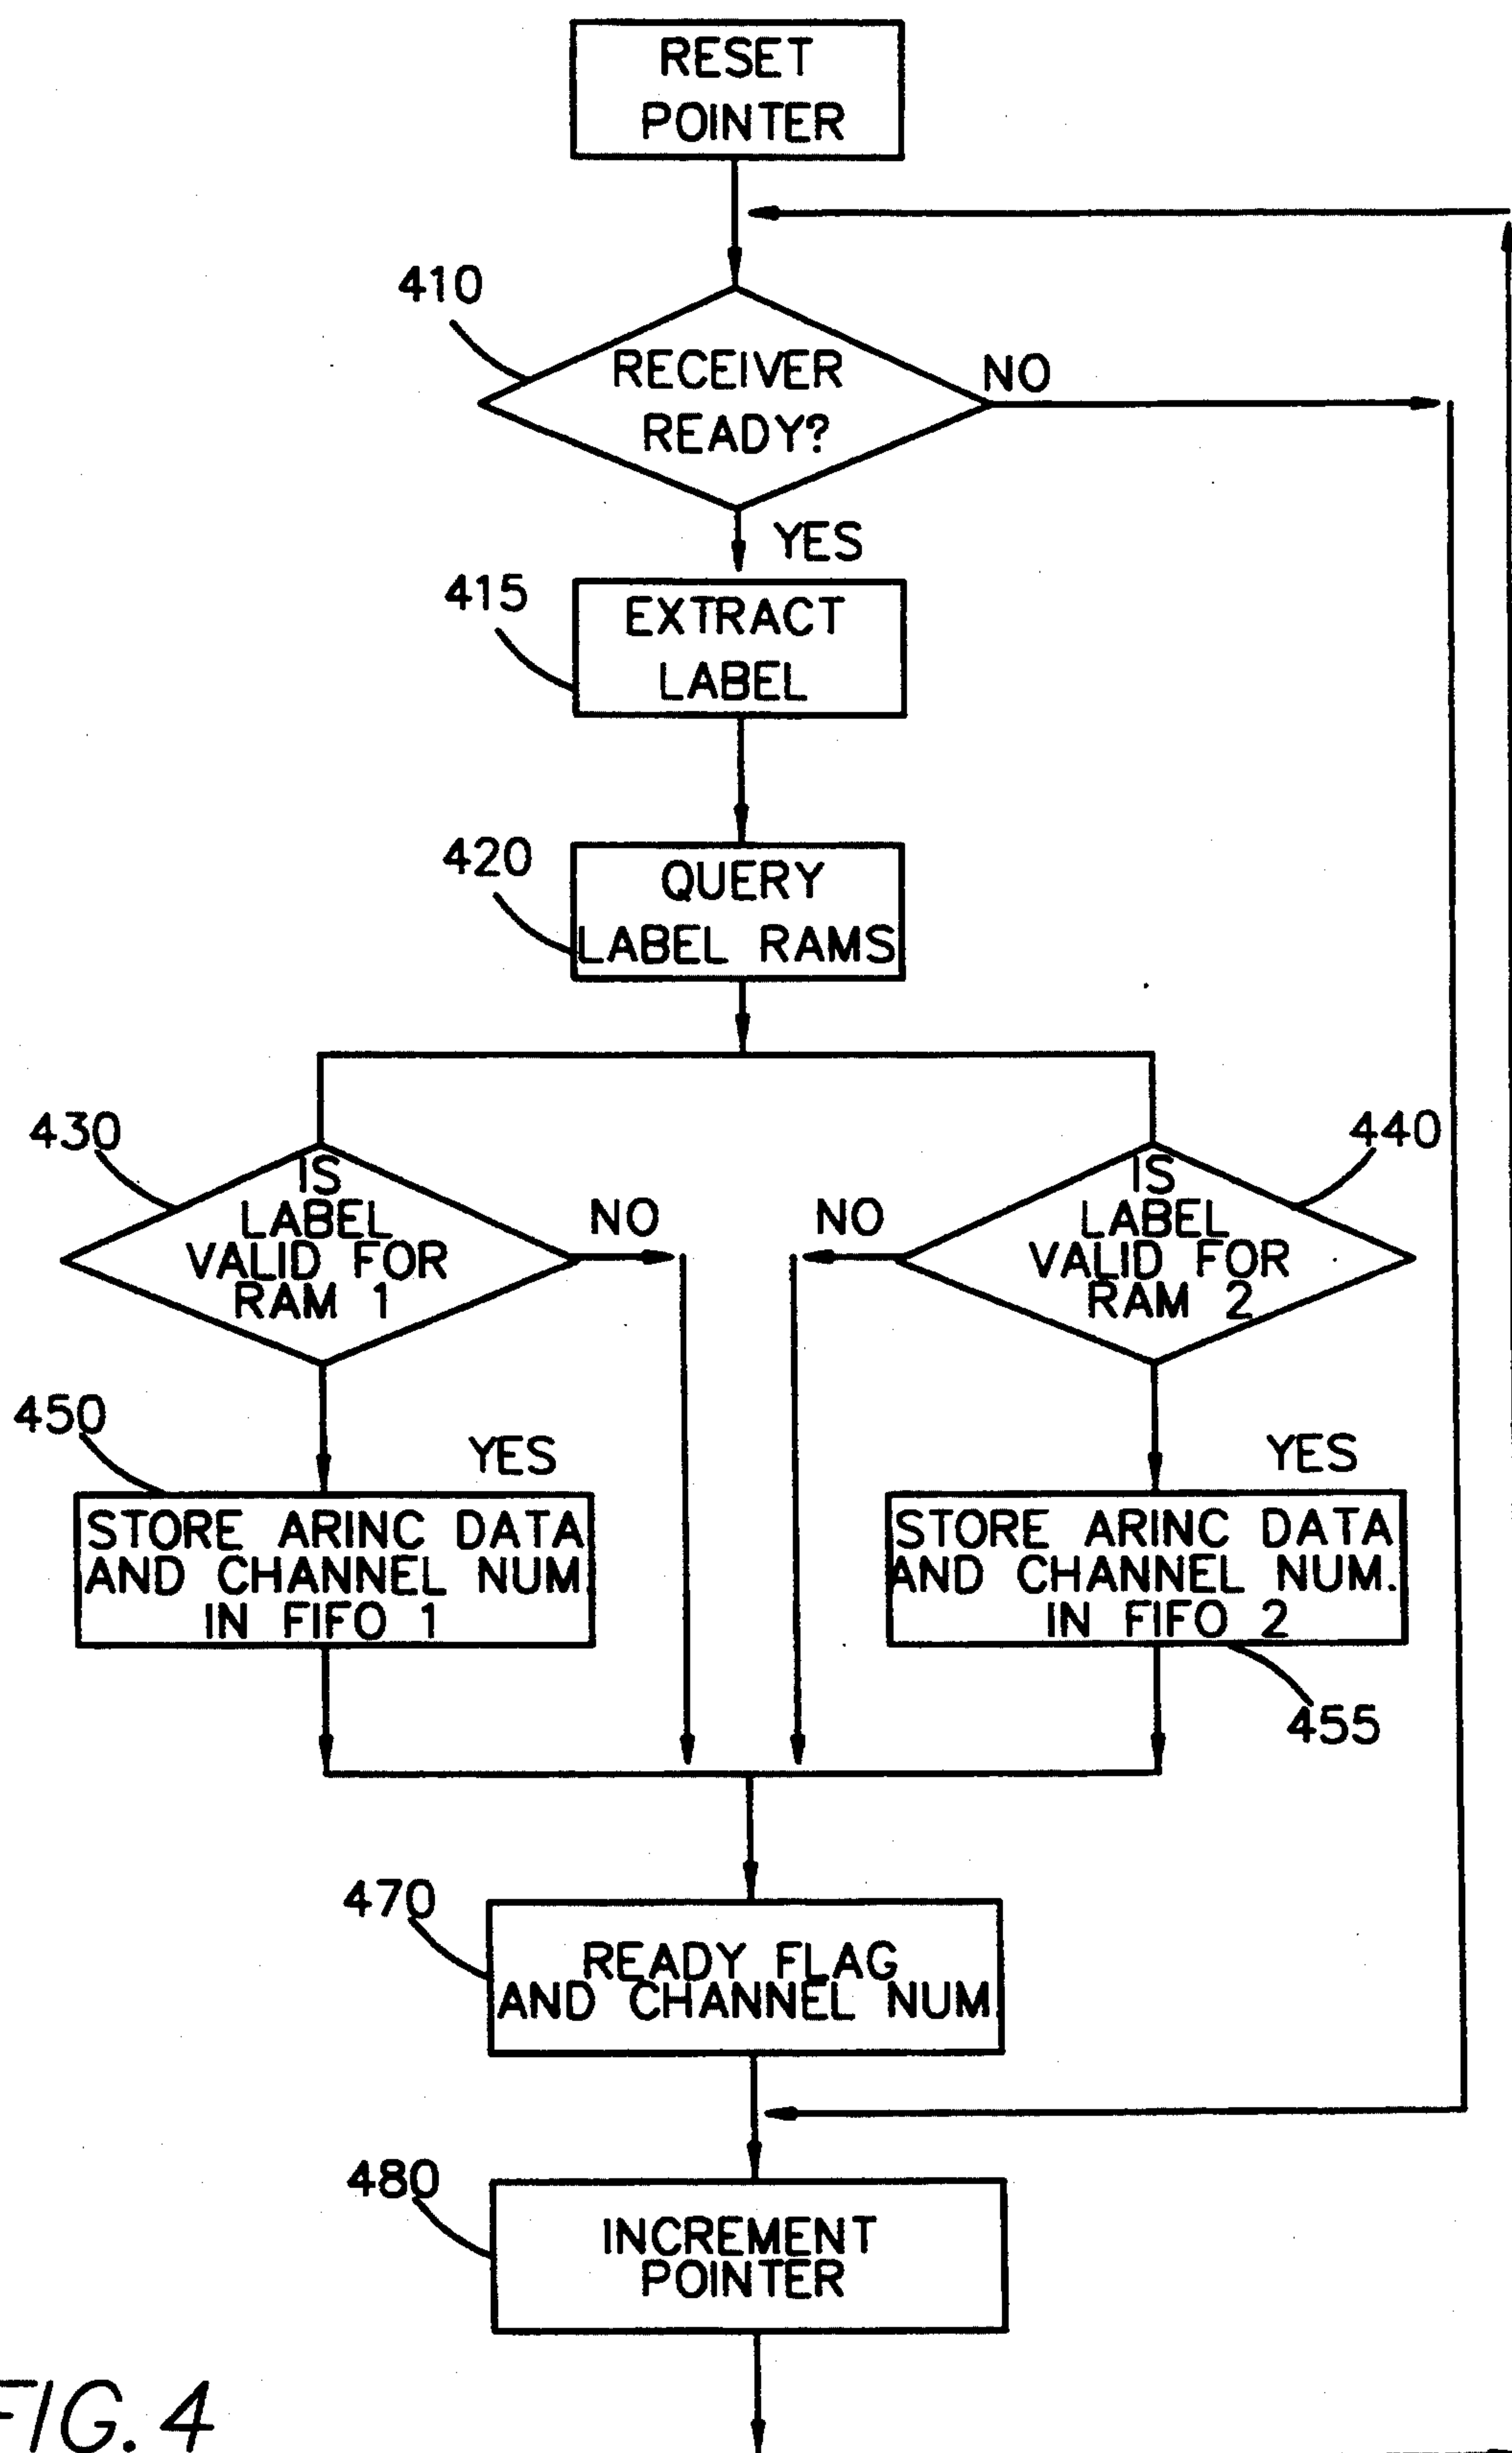 RESET
POINTER
410
RECEIVER
READY?
NO
YES
415
EXTRACT
LABEL
420
QUERY
LABEL RAMS
430
IS
LABEL
VALID FOR
RAM 1
NO
NO
440
IS
LABEL
VALID FOR
RAM 2
450
YES
STORE ARINC DATA
AND CHANNEL NUM
IN FIFO 1
YES
STORE ARINC DATA
AND CHANNEL NUM.
IN FIFO 2
455
470
READY FLAG
AND CHANNEL NUM.
480
INCREMENT
POINTER
FIG. 4